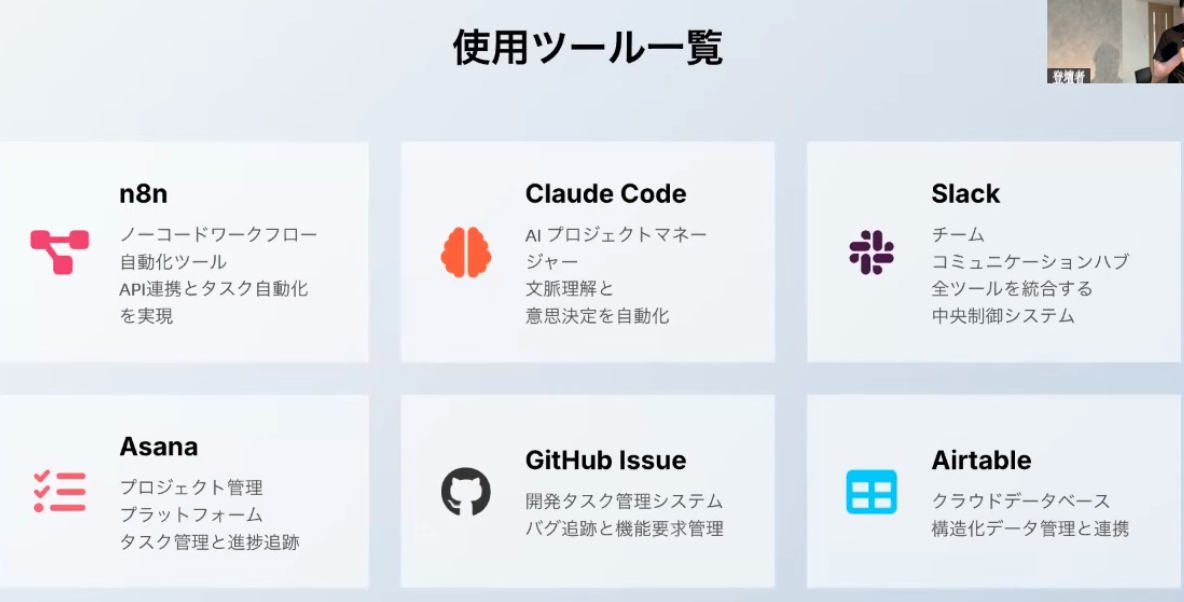 使用ツール一覧
登壇者
n8n
ノーコードワークフロー
自動化ツール
API連携とタスク自動化
を実現
Claude Code
AI プロジェクトマネー
ジャー
文脈理解と
意思決定を自動化
Slack
チーム
コミュニケーションハブ
全ツールを統合する
中央制御システム
Asana
プロジェクト管理
プラットフォーム
タスク管理と進捗追跡
GitHub Issue
開発タスク管理システム
バグ追跡と機能要求管理
Airtable
クラウドデータベース
構造化データ管理と連携